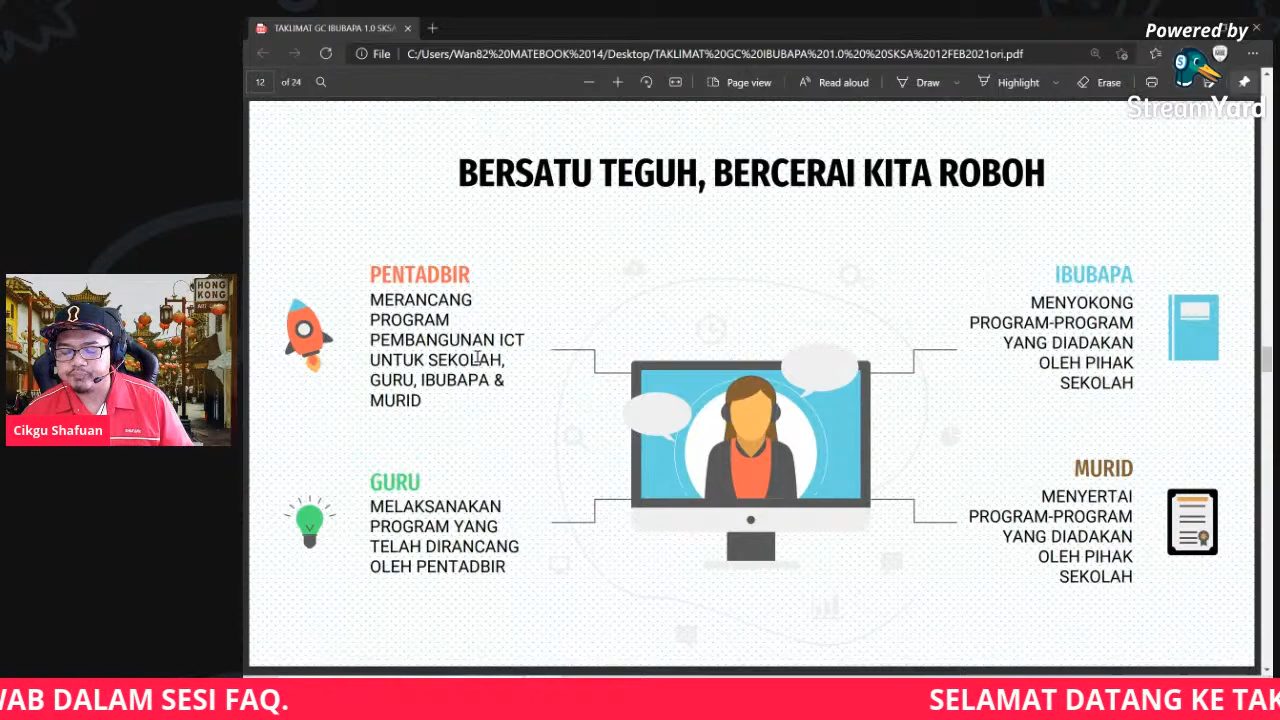 TAKLIMAT GC IBUBAPA 1.0 SKSA
Powered by
File
C:/Users/Wan82%20MATEBOOK%2014/Desktop/TAKLIMAT%20GC%20IBUBAPA%201.0%20%20SKSA%2012FEB2021ori.pdf
12 of 24
Page view
Read aloud
Draw
Highlight
Erase
StreamYard
BERSATU TEGUH, BERCERAI KITA ROBOH
PENTADBIR
MERANCANG
PROGRAM
PEMBANGUNAN ICT
UNTUK SEKOLAH,
GURU, IBUBAPA &
MURID
IBUBAPA
MENYOKONG
PROGRAM-PROGRAM
YANG DIADAKAN
OLEH PIHAK
SEKOLAH
GURU
MELAKSANAKAN
PROGRAM YANG
TELAH DIRANCANG
OLEH PENTADBIR
MURID
MENYERTAI
PROGRAM-PROGRAM
YANG DIADAKAN
OLEH PIHAK
SEKOLAH
HONG
KONG
Cikgu Shafuan
WAB DALAM SESI FAQ.
SELAMAT DATANG KE TAK